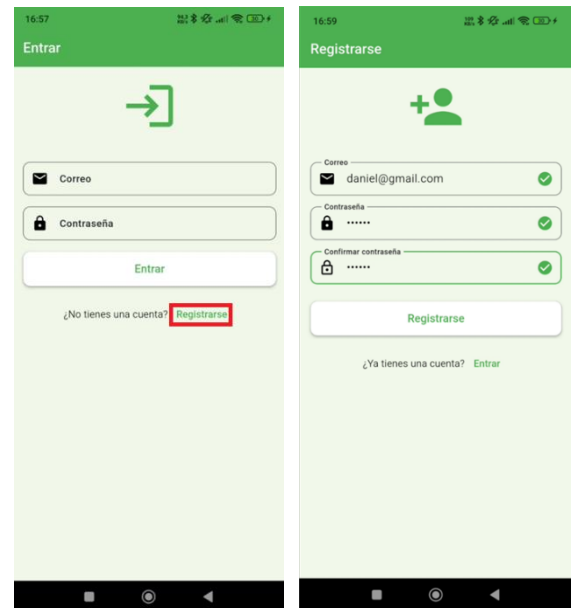 16:57
Entrar
Correo
Contraseña
Entrar
¿No tienes una cuenta? Registrarse
16:59
Registrarse
Correo
daniel@gmail.com
Contraseña
••••••
Confirmar contraseña
••••••
Registrarse
¿Ya tienes una cuenta? Entrar